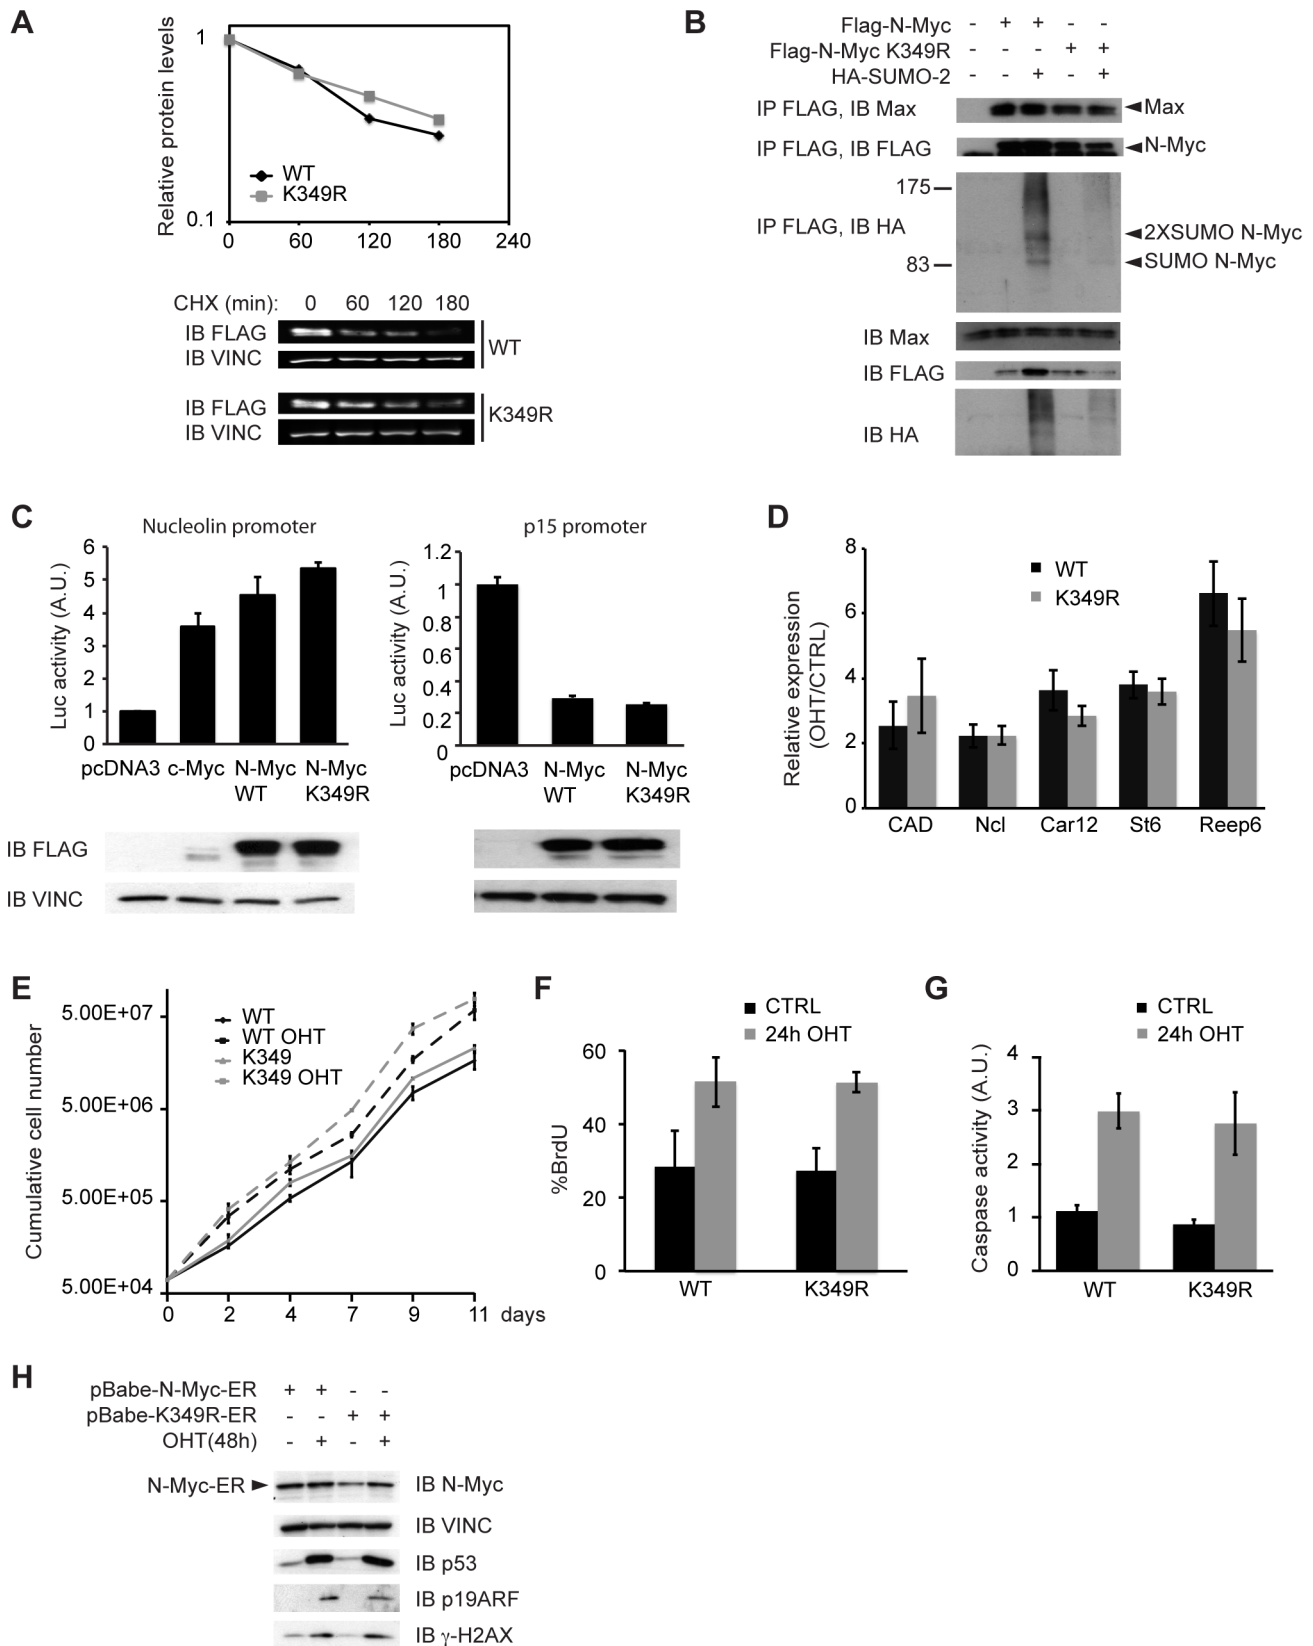 A
Relative protein levels
1
0.1
WT
K349R
0 60 120 180 240
CHX (min): 0 60 120 180
IB FLAG
IB VINC
WT
IB FLAG
IB VINC
K349R
B
Flag-N-Myc - + + - -
Flag-N-Myc K349R - - - + +
HA-SUMO-2 - - + - +
IP FLAG, IB Max
Max
IP FLAG, IB FLAG
N-Myc
175
IP FLAG, IB HA
2XSUMO N-Myc
83
SUMO N-Myc
IB Max
IB FLAG
IB HA
C
Nucleolin promoter
Luc activity (A.U.)
6
5
4
3
2
1
0
pcDNA3 c-Myc N-Myc N-Myc
WT K349R
p15 promoter
Luc activity (A.U.)
1.2
1
0.8
0.6
0.4
0.2
0
pcDNA3 N-Myc N-Myc
WT K349R
IB FLAG
IB VINC
D
Relative expression
(OHT/CTRL)
8
6
4
2
0
WT
K349R
CAD Ncl Car12 St6 Reep6
E
Cumulative cell number
5.00E+07
5.00E+06
5.00E+05
5.00E+04
WT
WT OHT
K349
K349 OHT
0 2 4 7 9 11 days
F
CTRL
24h OHT
%BrdU
60
40
20
0
WT K349R
G
CTRL
24h OHT
Caspase activity (A.U.)
4
3
2
1
0
WT K349R
H
pBabe-N-Myc-ER + + - -
pBabe-K349R-ER - - + +
OHT(48h) - + - +
N-Myc-ER
IB N-Myc
IB VINC
IB p53
IB p19ARF
IB γ-H2AX